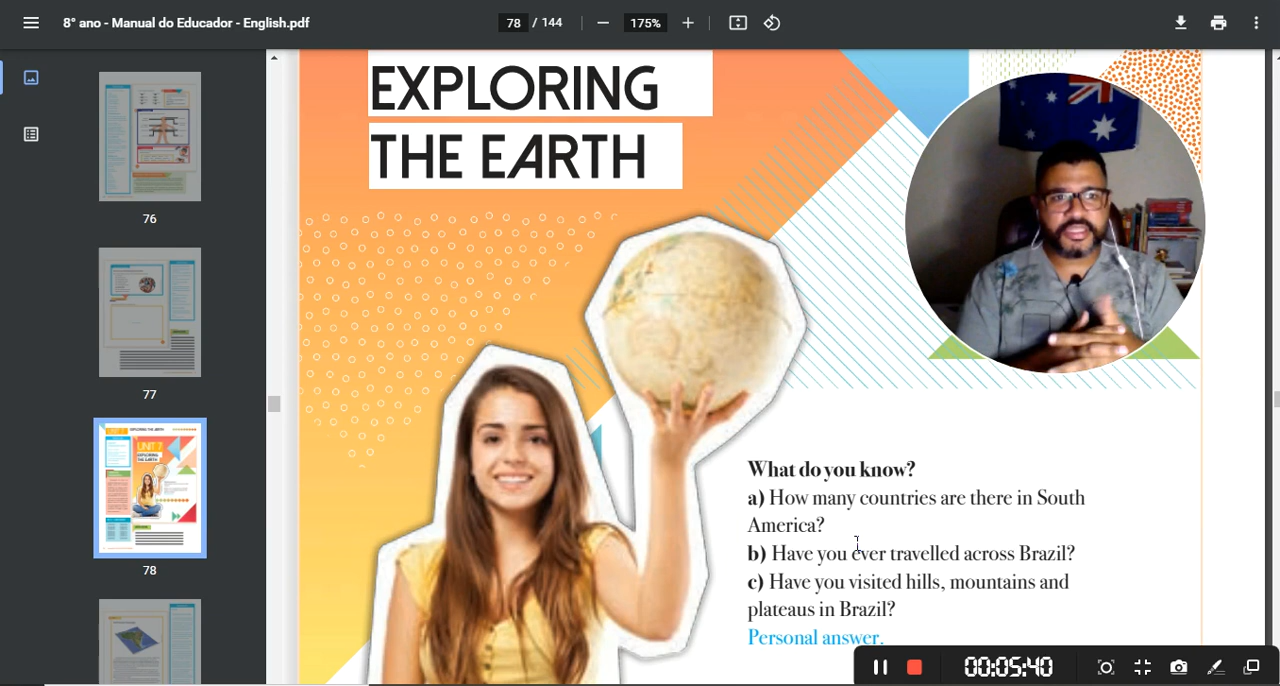 8° ano - Manual do Educador - English.pdf
78 / 144
175%
76
77
78
EXPLORING
THE EARTH
What do you know?
a) How many countries are there in South
America?
b) Have you ever travelled across Brazil?
c) Have you visited hills, mountains and
plateaus in Brazil?
Personal answer.
00:05:40